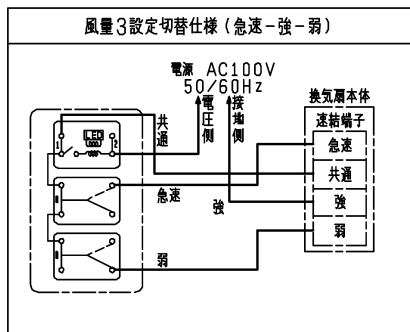 風量3設定切替仕様(急速-強-弱)
電源 AC100V
50/60Hz
電圧側
接地側
換気扇本体
速結端子
急速
共通
強
弱
共通
LED
1
2
急速
強
弱